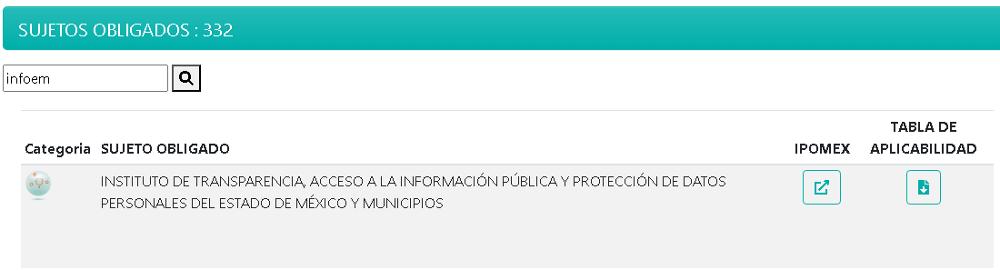 SUJETOS OBLIGADOS : 332
infoem
Categoria SUJETO OBLIGADO IPOMEX TABLA DE APLICABILIDAD
INSTITUTO DE TRANSPARENCIA, ACCESO A LA INFORMACIÓN PÚBLICA Y PROTECCIÓN DE DATOS
PERSONALES DEL ESTADO DE MÉXICO Y MUNICIPIOS